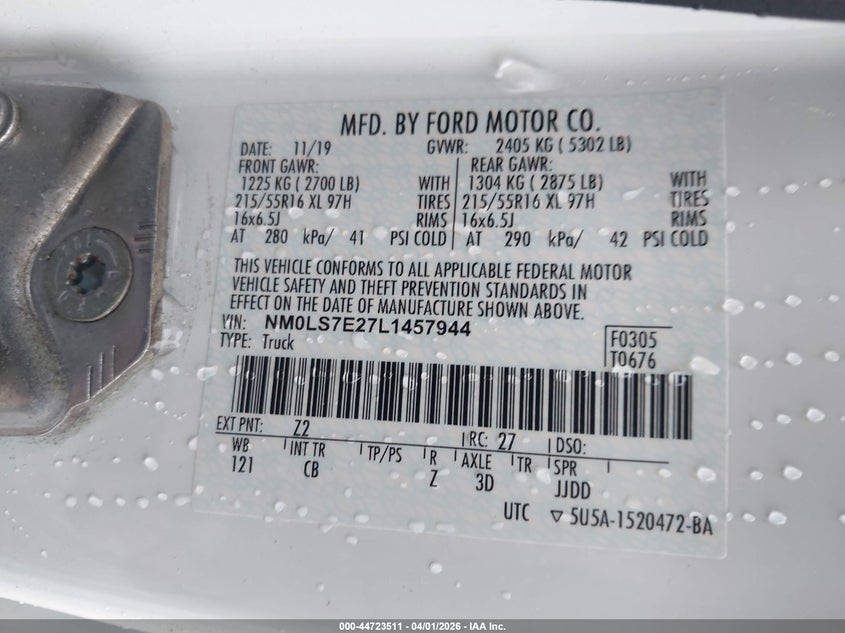 MFD. BY FORD MOTOR CO.
DATE: 11/19 GVWR: 2405 KG ( 5302 LB)
FRONT GAWR: REAR GAWR:
1225 KG ( 2700 LB) WITH 1304 KG ( 2875 LB) WITH
215/55R16 XL 97H TIRES 215/55R16 XL 97H TIRES
16x6.5J RIMS 16x6.5J RIMS
AT 280 kPa/ 41 PSI COLD AT 290 kPa/ 42 PSI COLD
THIS VEHICLE CONFORMS TO ALL APPLICABLE FEDERAL MOTOR
VEHICLE SAFETY AND THEFT PREVENTION STANDARDS IN
EFFECT ON THE DATE OF MANUFACTURE SHOWN ABOVE.
VIN: NM0LS7E27L1457944
TYPE: Truck
F0305
T0676
EXT PNT: Z2 RC: 27 DSO:
WB INT TR TP/PS R AXLE TR SPR
121 CB Z 3D JJDD
UTC ▽ 5U5A-1520472-BA
000-44723511 - 04/01/2026 - IAA Inc.